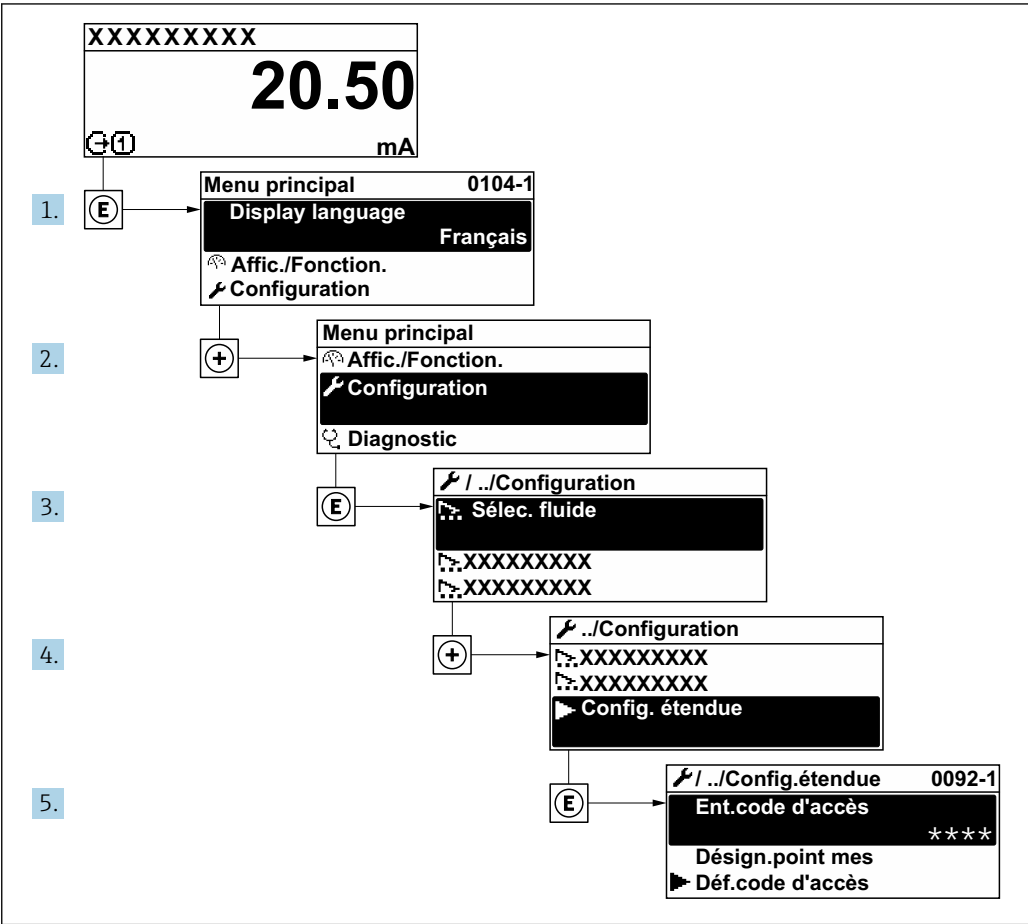 XXXXXXXXX
20.50
1 mA
1. E
Menu principal 0104-1
Display language
Français
Affic./Fonction.
Configuration
2. +
Menu principal
Affic./Fonction.
Configuration
Diagnostic
3. E
/ ../Configuration
Sélec. fluide
XXXXXXXXX
XXXXXXXXX
4. +
../Configuration
XXXXXXXXX
XXXXXXXXX
Config. étendue
5. E
/ ../Config.étendue 0092-1
Ent.code d'accès
****
Désign.point mes
Déf.code d'accès